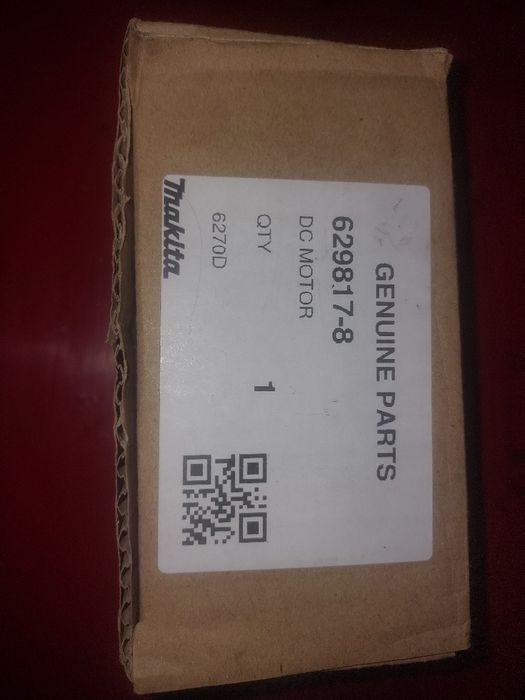 GENUINE PARTS
629817-8
DC MOTOR
QTY 1
6270D
makita